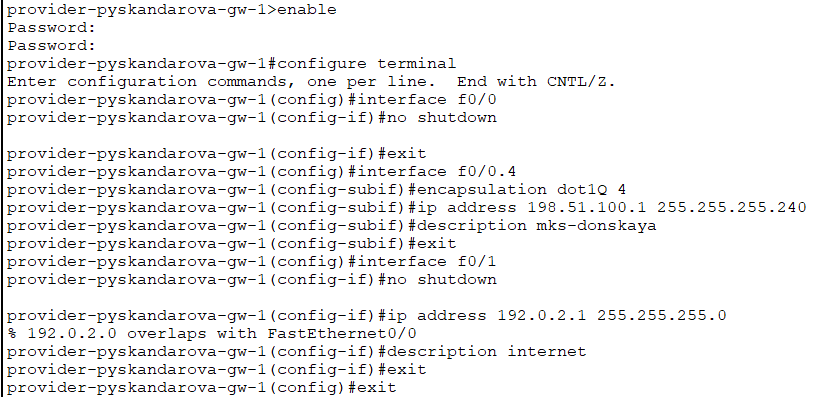 provider-pyskandarova-gw-1>enable
Password:
Password:
provider-pyskandarova-gw-1#configure terminal
Enter configuration commands, one per line.  End with CNTL/Z.
provider-pyskandarova-gw-1(config)#interface f0/0
provider-pyskandarova-gw-1(config-if)#no shutdown

provider-pyskandarova-gw-1(config-if)#exit
provider-pyskandarova-gw-1(config)#interface f0/0.4
provider-pyskandarova-gw-1(config-subif)#encapsulation dot1Q 4
provider-pyskandarova-gw-1(config-subif)#ip address 198.51.100.1 255.255.255.240
provider-pyskandarova-gw-1(config-subif)#description mks-donskaya
provider-pyskandarova-gw-1(config-subif)#exit
provider-pyskandarova-gw-1(config)#interface f0/1
provider-pyskandarova-gw-1(config-if)#no shutdown

provider-pyskandarova-gw-1(config-if)#ip address 192.0.2.1 255.255.255.0
% 192.0.2.0 overlaps with FastEthernet0/0
provider-pyskandarova-gw-1(config-if)#description internet
provider-pyskandarova-gw-1(config-if)#exit
provider-pyskandarova-gw-1(config)#exit